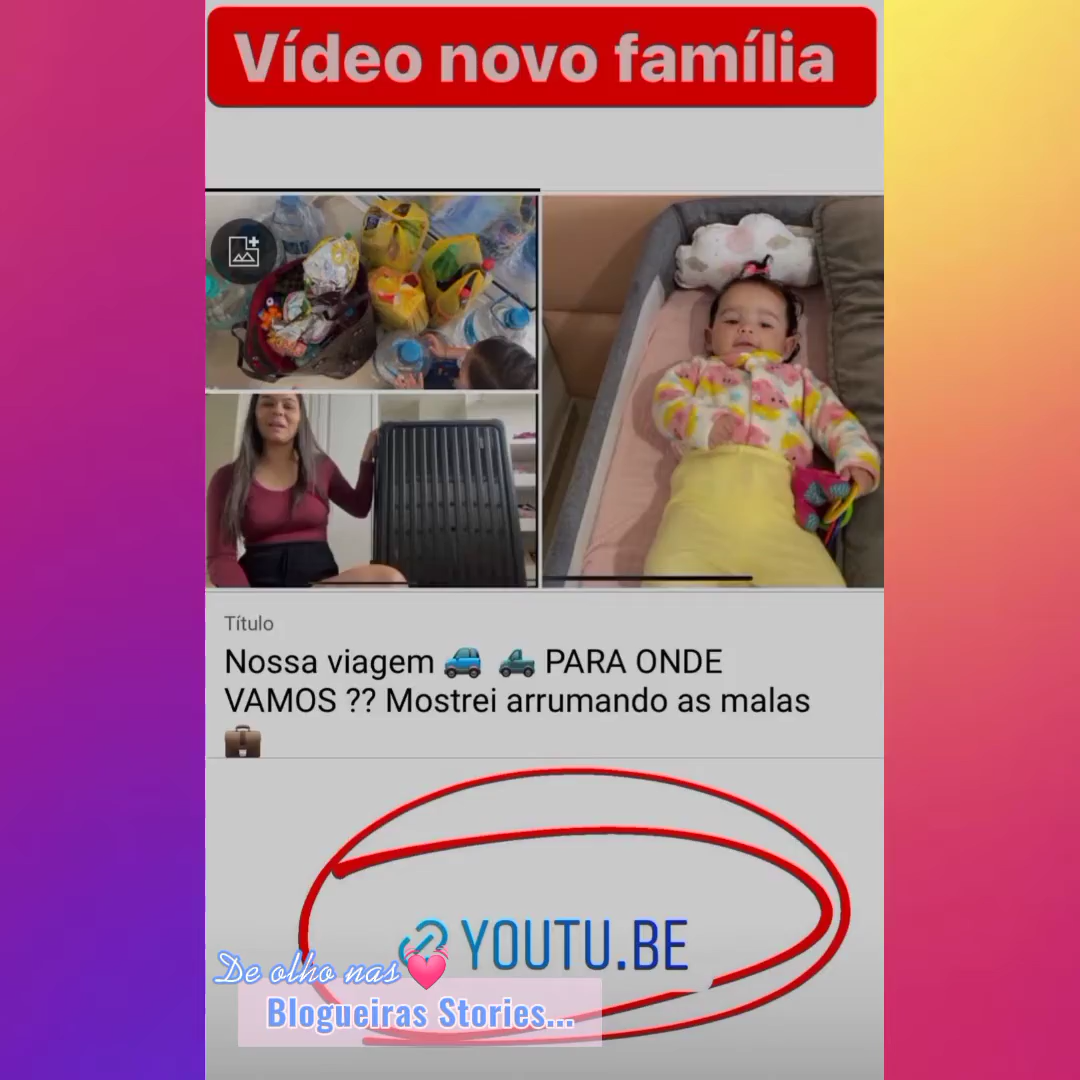 Vídeo novo família
Título
Nossa viagem 🚙 🛻 PARA ONDE
VAMOS ?? Mostrei arrumando as malas
💼
YOUTU.BE
De olho nas💓
Blogueiras Stories...